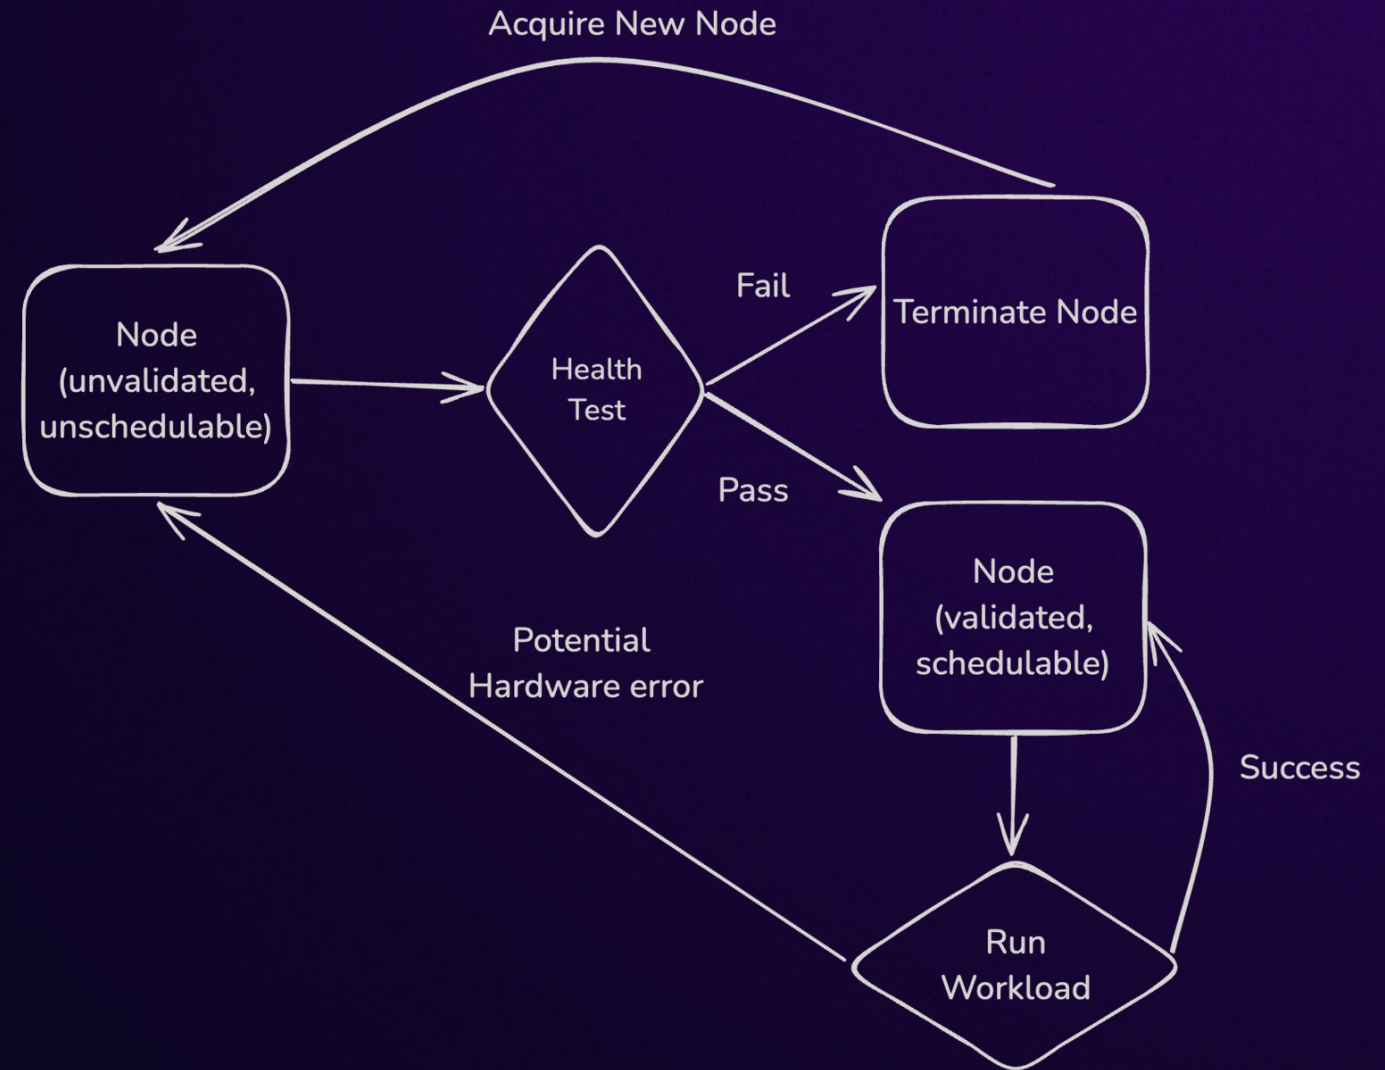 Acquire New Node
Node
(unvalidated,
unschedulable)
Health
Test
Fail
Terminate Node
Pass
Node
(validated,
schedulable)
Potential
Hardware error
Success
Run
Workload